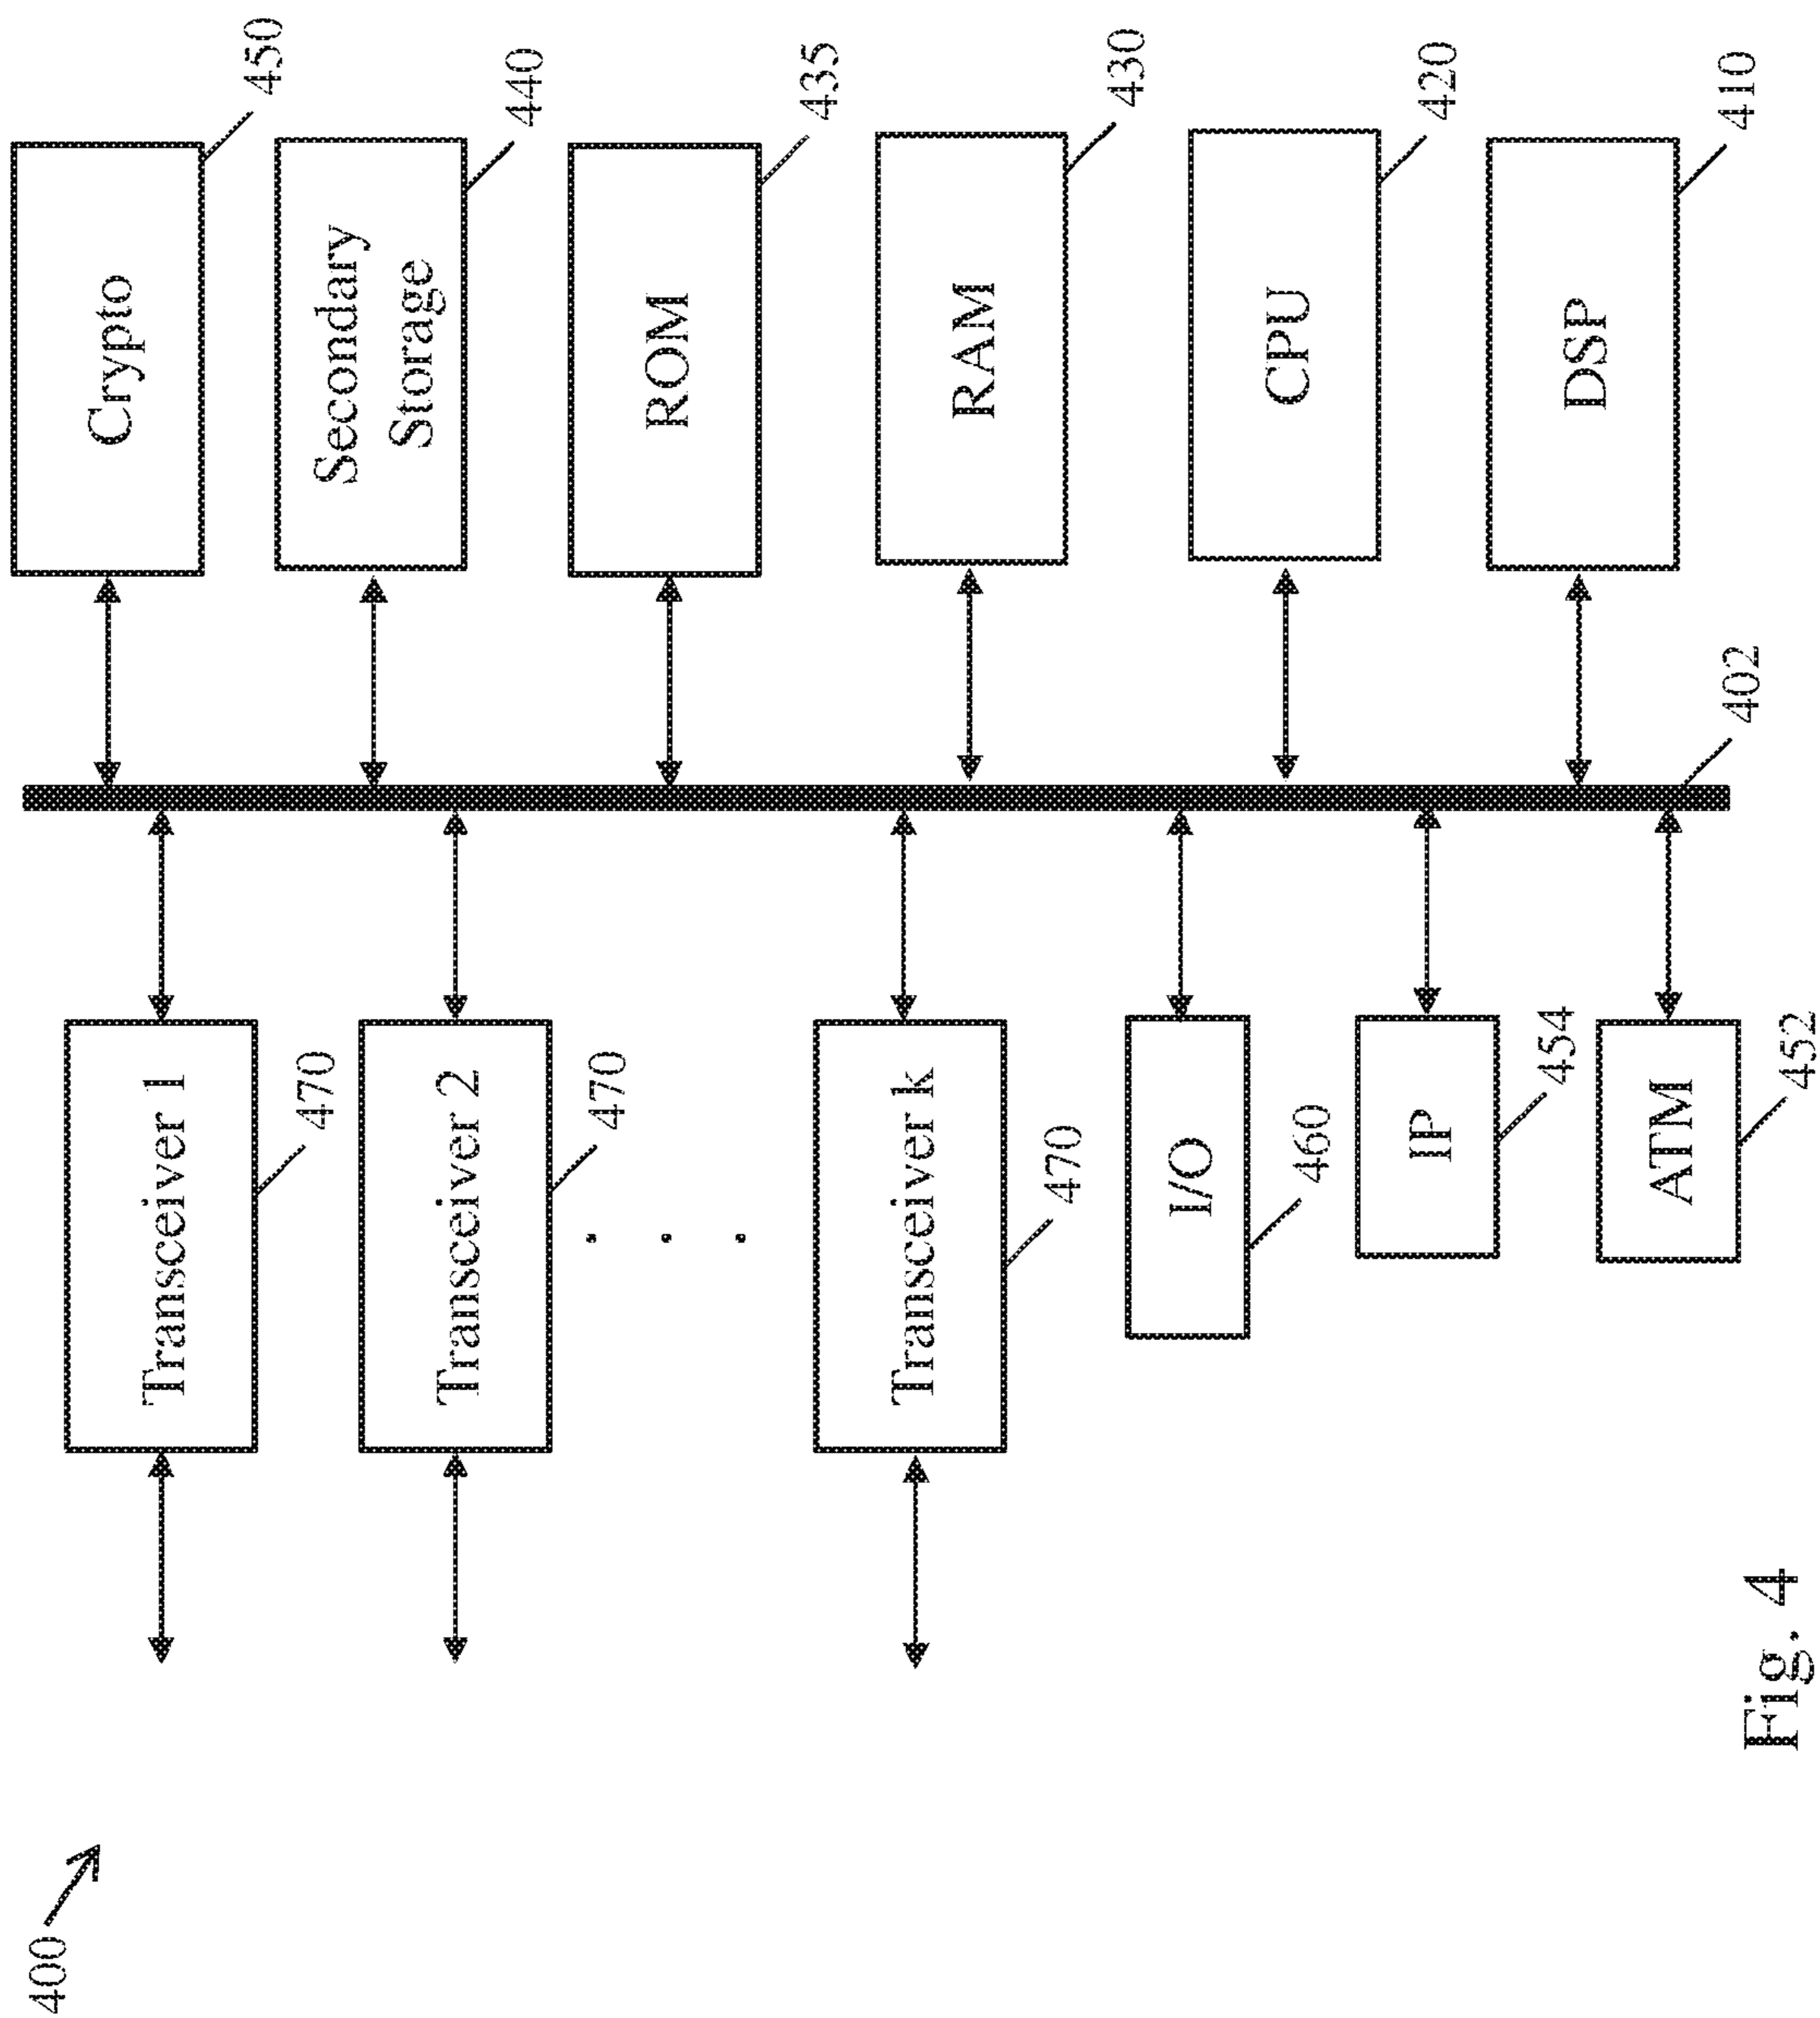 400
Transceiver 1
470
Transceiver 2
470
. . .
Transceiver k
470
I/O
460
IP
454
ATM
452
402
Crypto
450
Secondary
Storage
440
ROM
435
RAM
430
CPU
420
DSP
410
Fig. 4